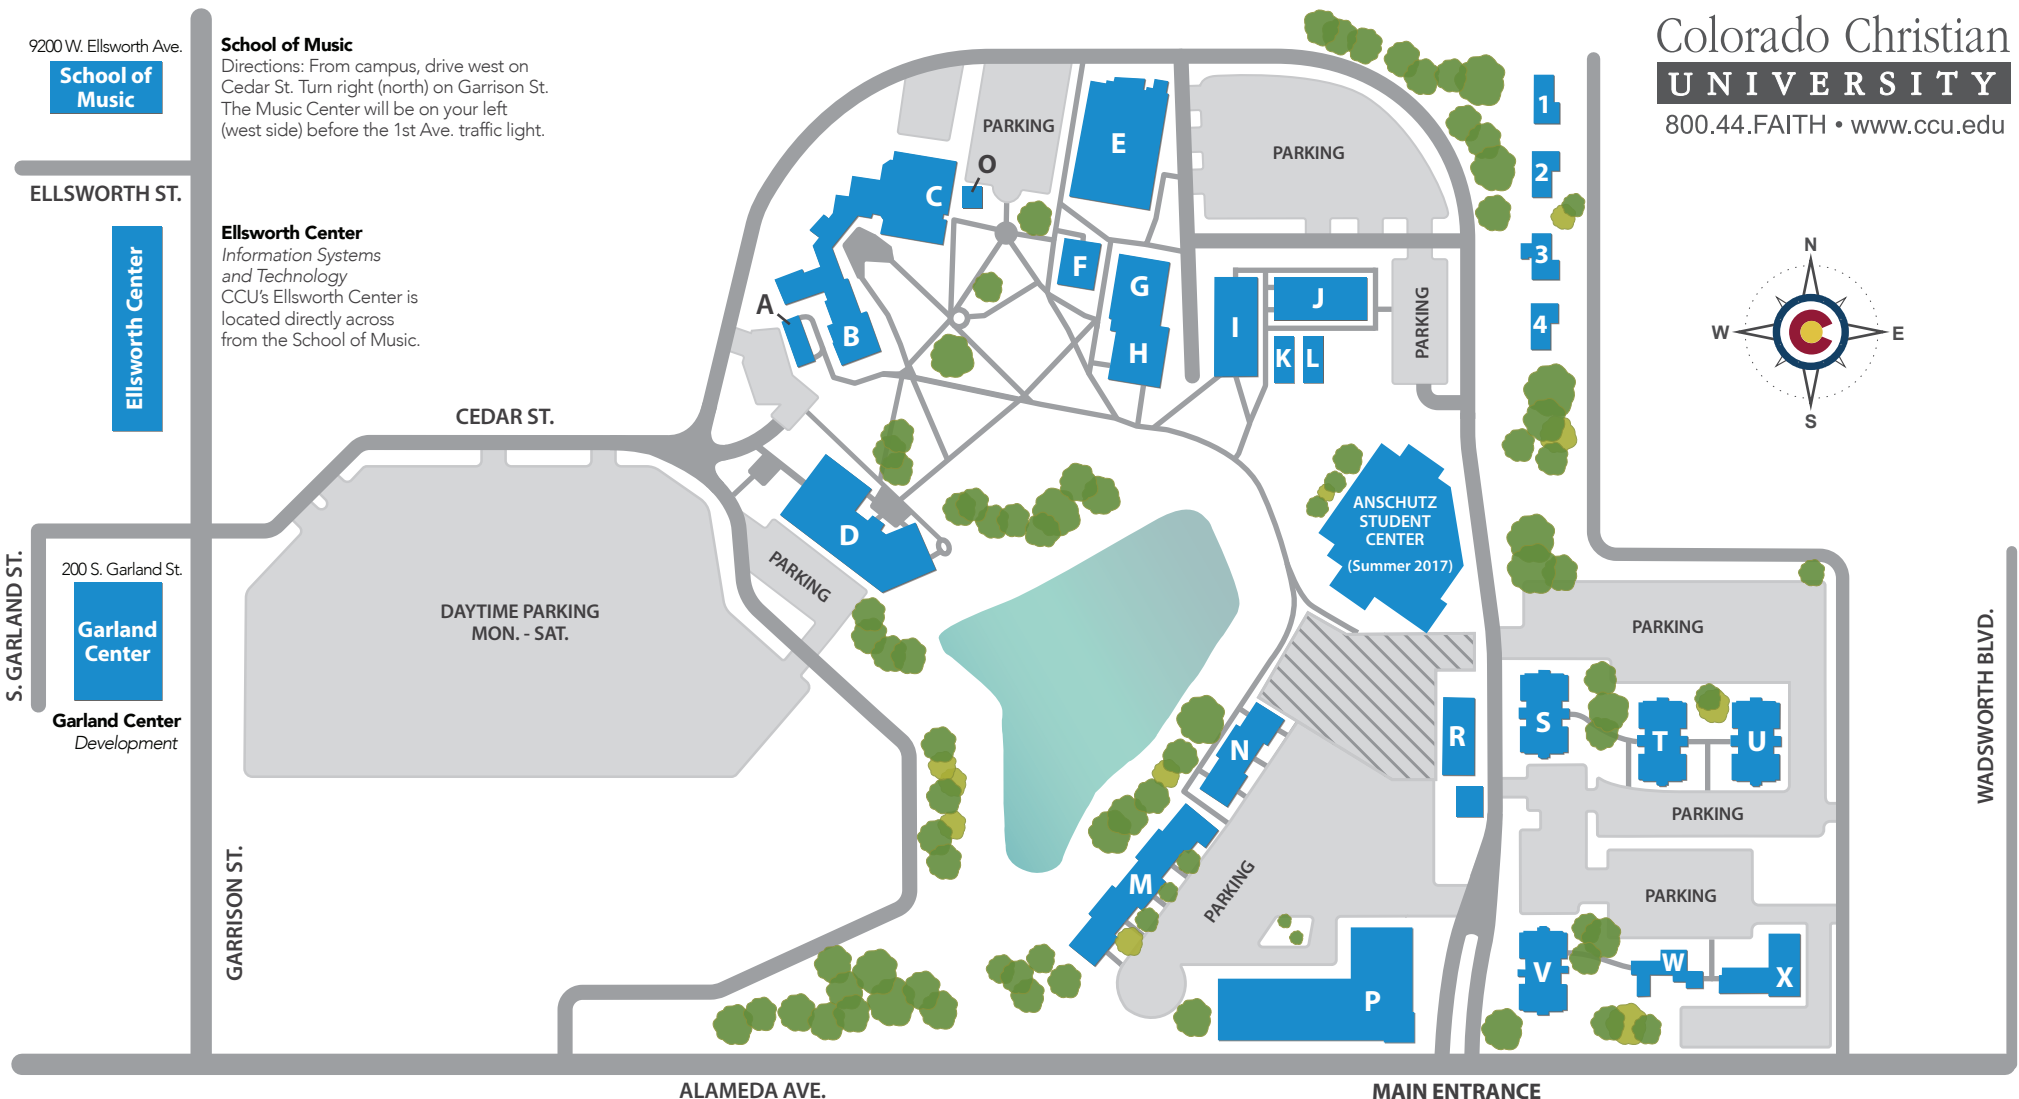 9200 W. Ellsworth Ave.
School of
Music
School of Music
Directions: From campus, drive west on
Cedar St. Turn right (north) on Garrison St.
The Music Center will be on your left
(west side) before the 1st Ave. traffic light.
Colorado Christian
UNIVERSITY
800.44.FAITH • www.ccu.edu
ELLSWORTH ST.
Ellsworth Center
Ellsworth Center
Information Systems
and Technology
CCU's Ellsworth Center is
located directly across
from the School of Music.
PARKING
O
C
E
PARKING
1
2
3
4
N
W
E
S
A
B
F
G
H
I
J
K
L
PARKING
CEDAR ST.
D
PARKING
ANSCHUTZ
STUDENT
CENTER
(Summer 2017)
S. GARLAND ST.
200 S. Garland St.
Garland
Center
Garland Center
Development
DAYTIME PARKING
MON. - SAT.
PARKING
WADSWORTH BLVD.
N
R
S
T
U
PARKING
GARRISON ST.
M
PARKING
PARKING
P
V
W
X
ALAMEDA AVE.
MAIN ENTRANCE